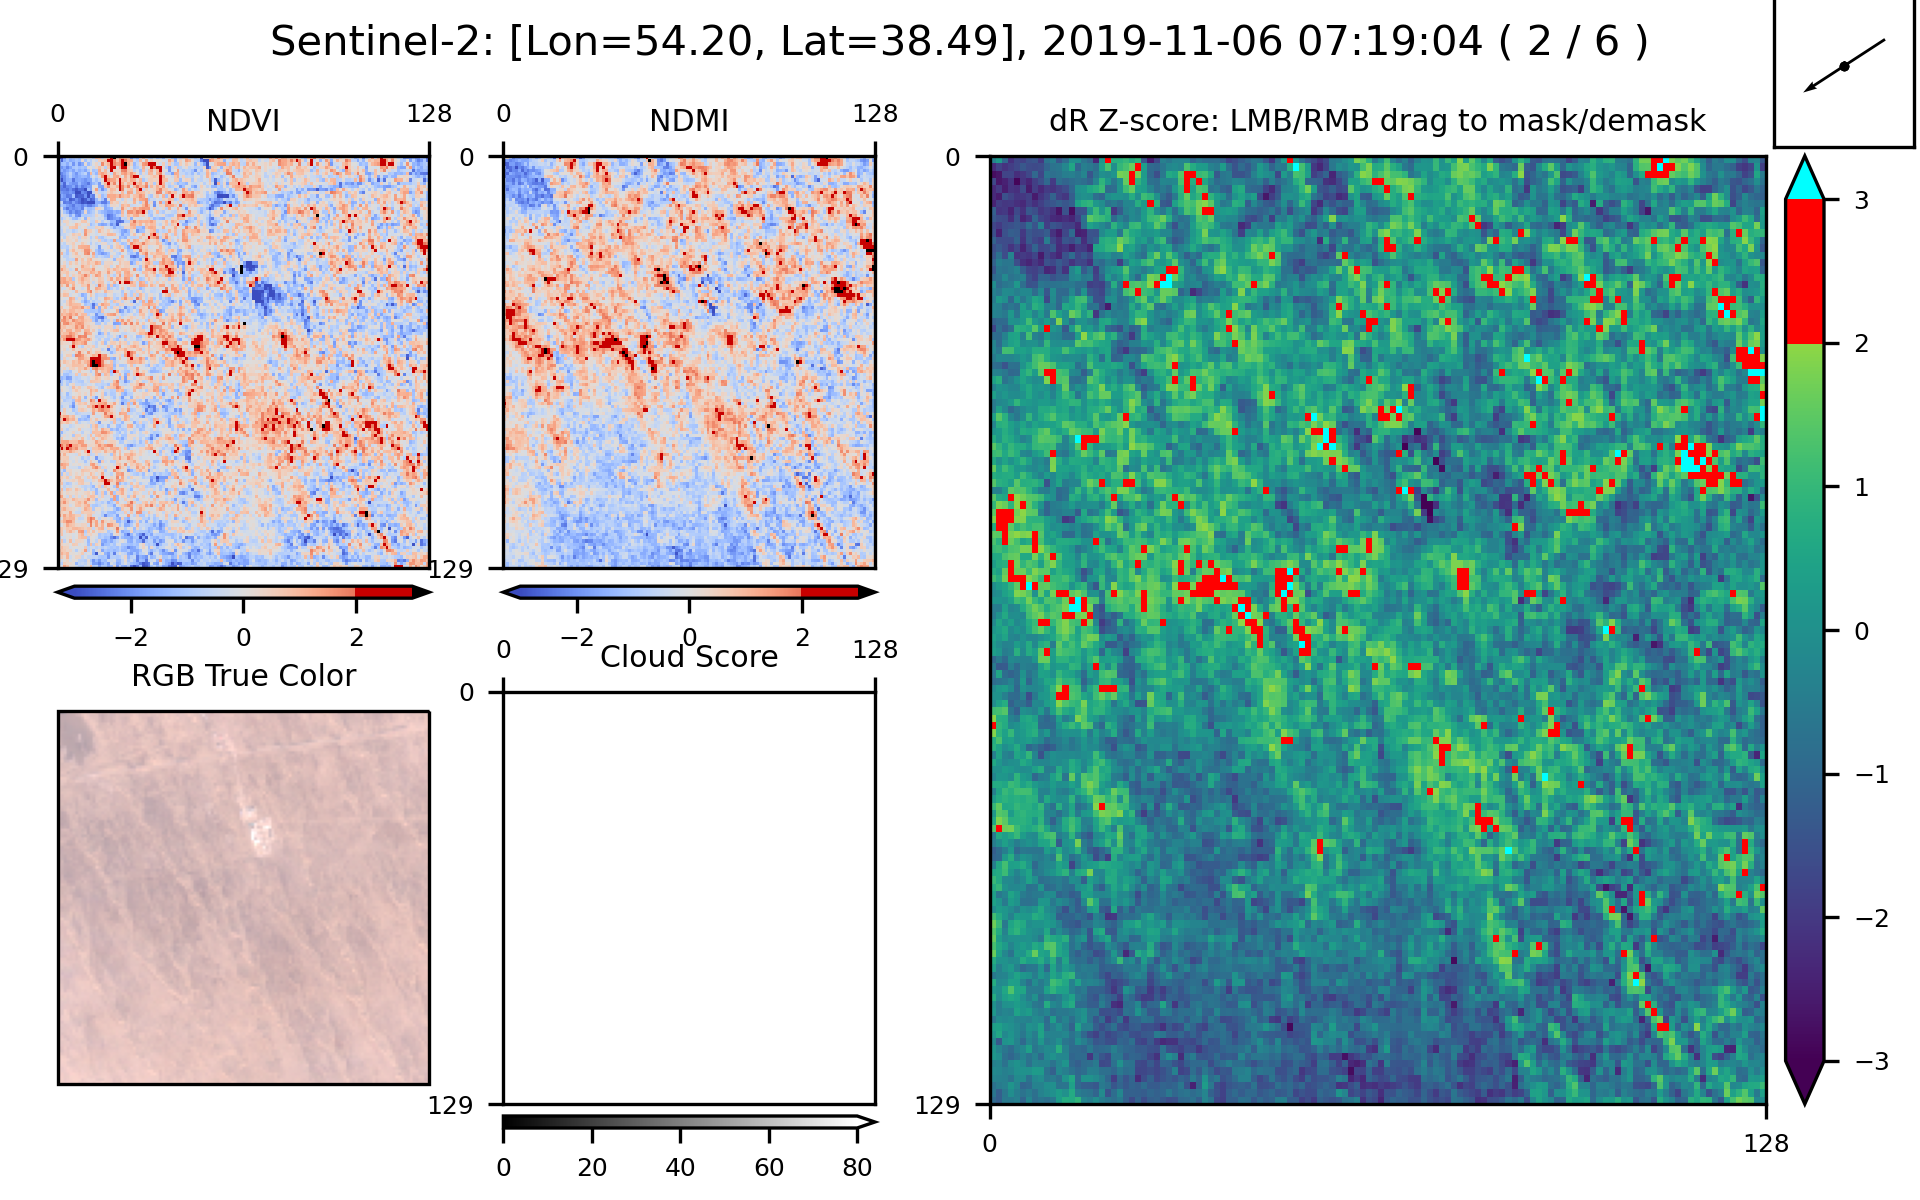 Sentinel-2: [Lon=54.20, Lat=38.49], 2019-11-06 07:19:04 ( 2 / 6 )
0 NDVI 128
0 NDMI 128
dR Z-score: LMB/RMB drag to mask/demask
0
0
0
29
129
−2 0 2
−2 0 2
RGB True Color
0 Cloud Score 128
0
129
0 20 40 60 80
129
0 128
3
2
1
0
−1
−2
−3